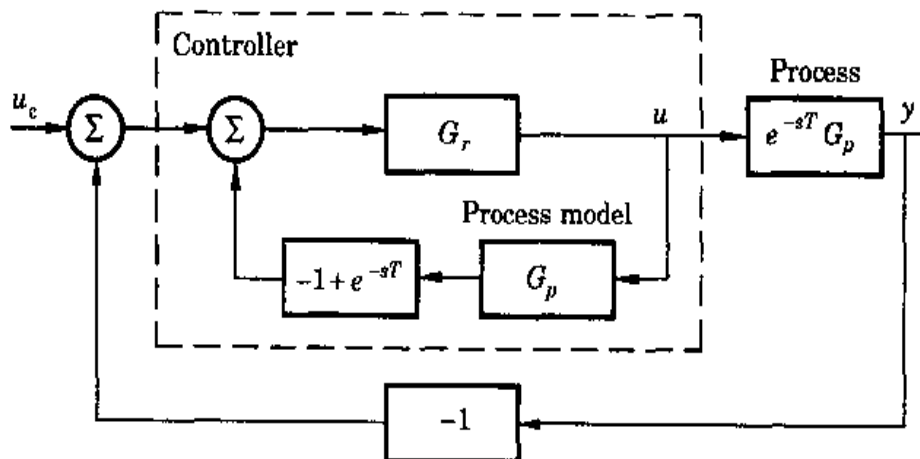 Controller
Process
u_c
Σ
Σ
G_r
u
e^{-sT} G_p
y
Process model
-1 + e^{-sT}
G_p
-1